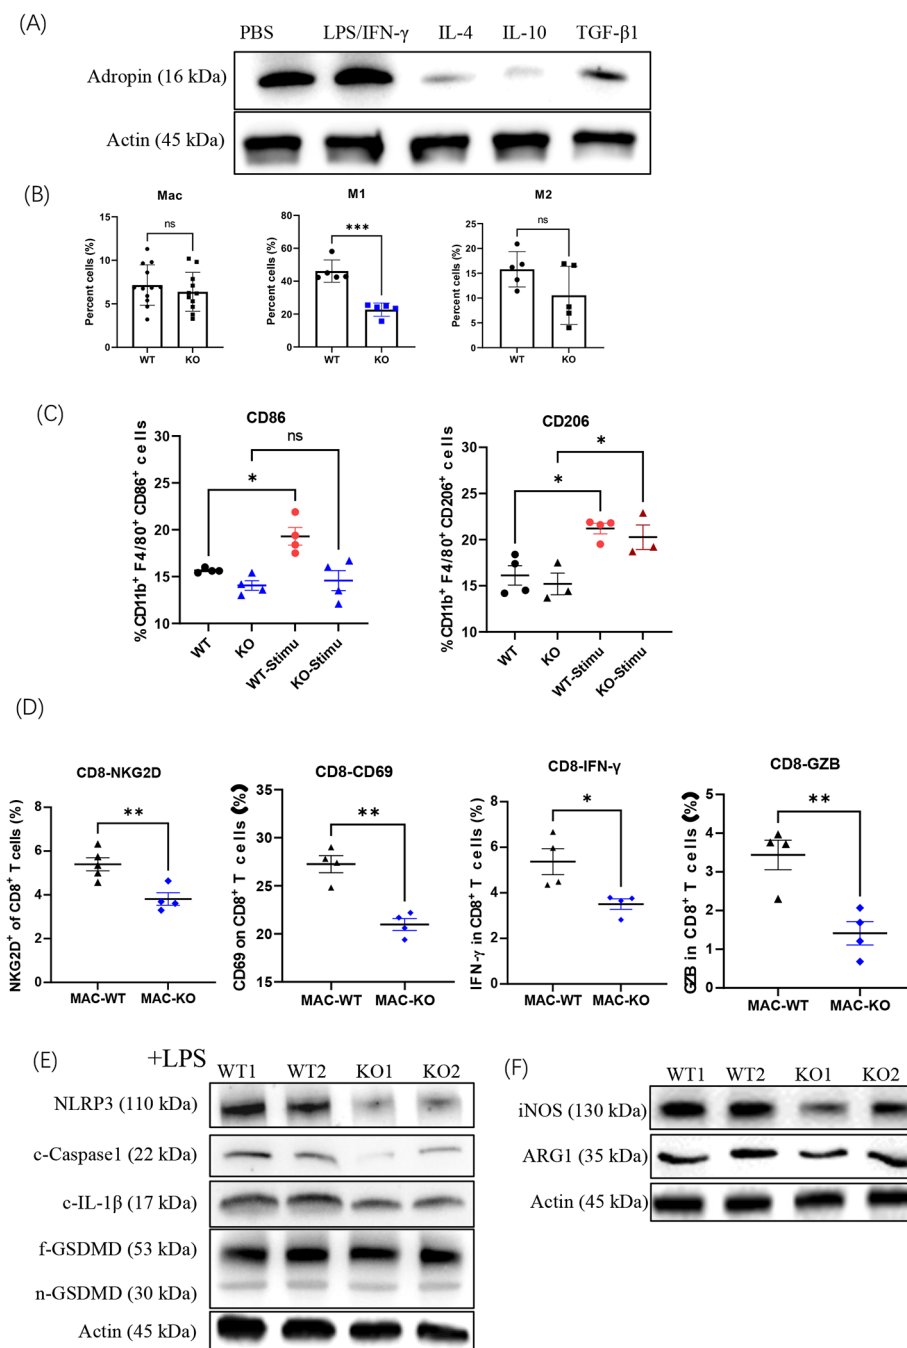 (A)
PBS LPS/IFN-γ IL-4 IL-10 TGF-β1
Adropin (16 kDa)
Actin (45 kDa)
(B)
Mac
ns
Percent cells (%)
15
10
5
0
WT KO
M1
***
Percent cells (%)
80
60
40
20
0
WT KO
M2
ns
Percent cells (%)
25
20
15
10
5
0
WT KO
(C)
CD86
ns
*
%CD11b⁺ F4/80⁺ CD86⁺ cells
30
25
20
15
10
WT KO WT-Stimu KO-Stimu
CD206
*
*
%CD11b⁺ F4/80⁺ CD206⁺ cells
30
25
20
15
10
WT KO WT-Stimu KO-Stimu
(D)
CD8-NKG2D
**
NKG2D⁺ of CD8⁺ T cells (%)
8
6
4
2
0
MAC-WT MAC-KO
CD8-CD69
**
CD69 on CD8⁺ T cells (%)
31
27
25
21
15
MAC-WT MAC-KO
CD8-IFN-γ
*
IFN-γ in CD8⁺ T cells (%)
8
6
4
2
0
MAC-WT MAC-KO
CD8-GZB
**
GZB in CD8⁺ T cells (%)
5
4
3
2
1
0
MAC-WT MAC-KO
(E)
+LPS WT1 WT2 KO1 KO2
NLRP3 (110 kDa)
c-Caspase1 (22 kDa)
c-IL-1β (17 kDa)
f-GSDMD (53 kDa)
n-GSDMD (30 kDa)
Actin (45 kDa)
(F)
WT1 WT2 KO1 KO2
iNOS (130 kDa)
ARG1 (35 kDa)
Actin (45 kDa)